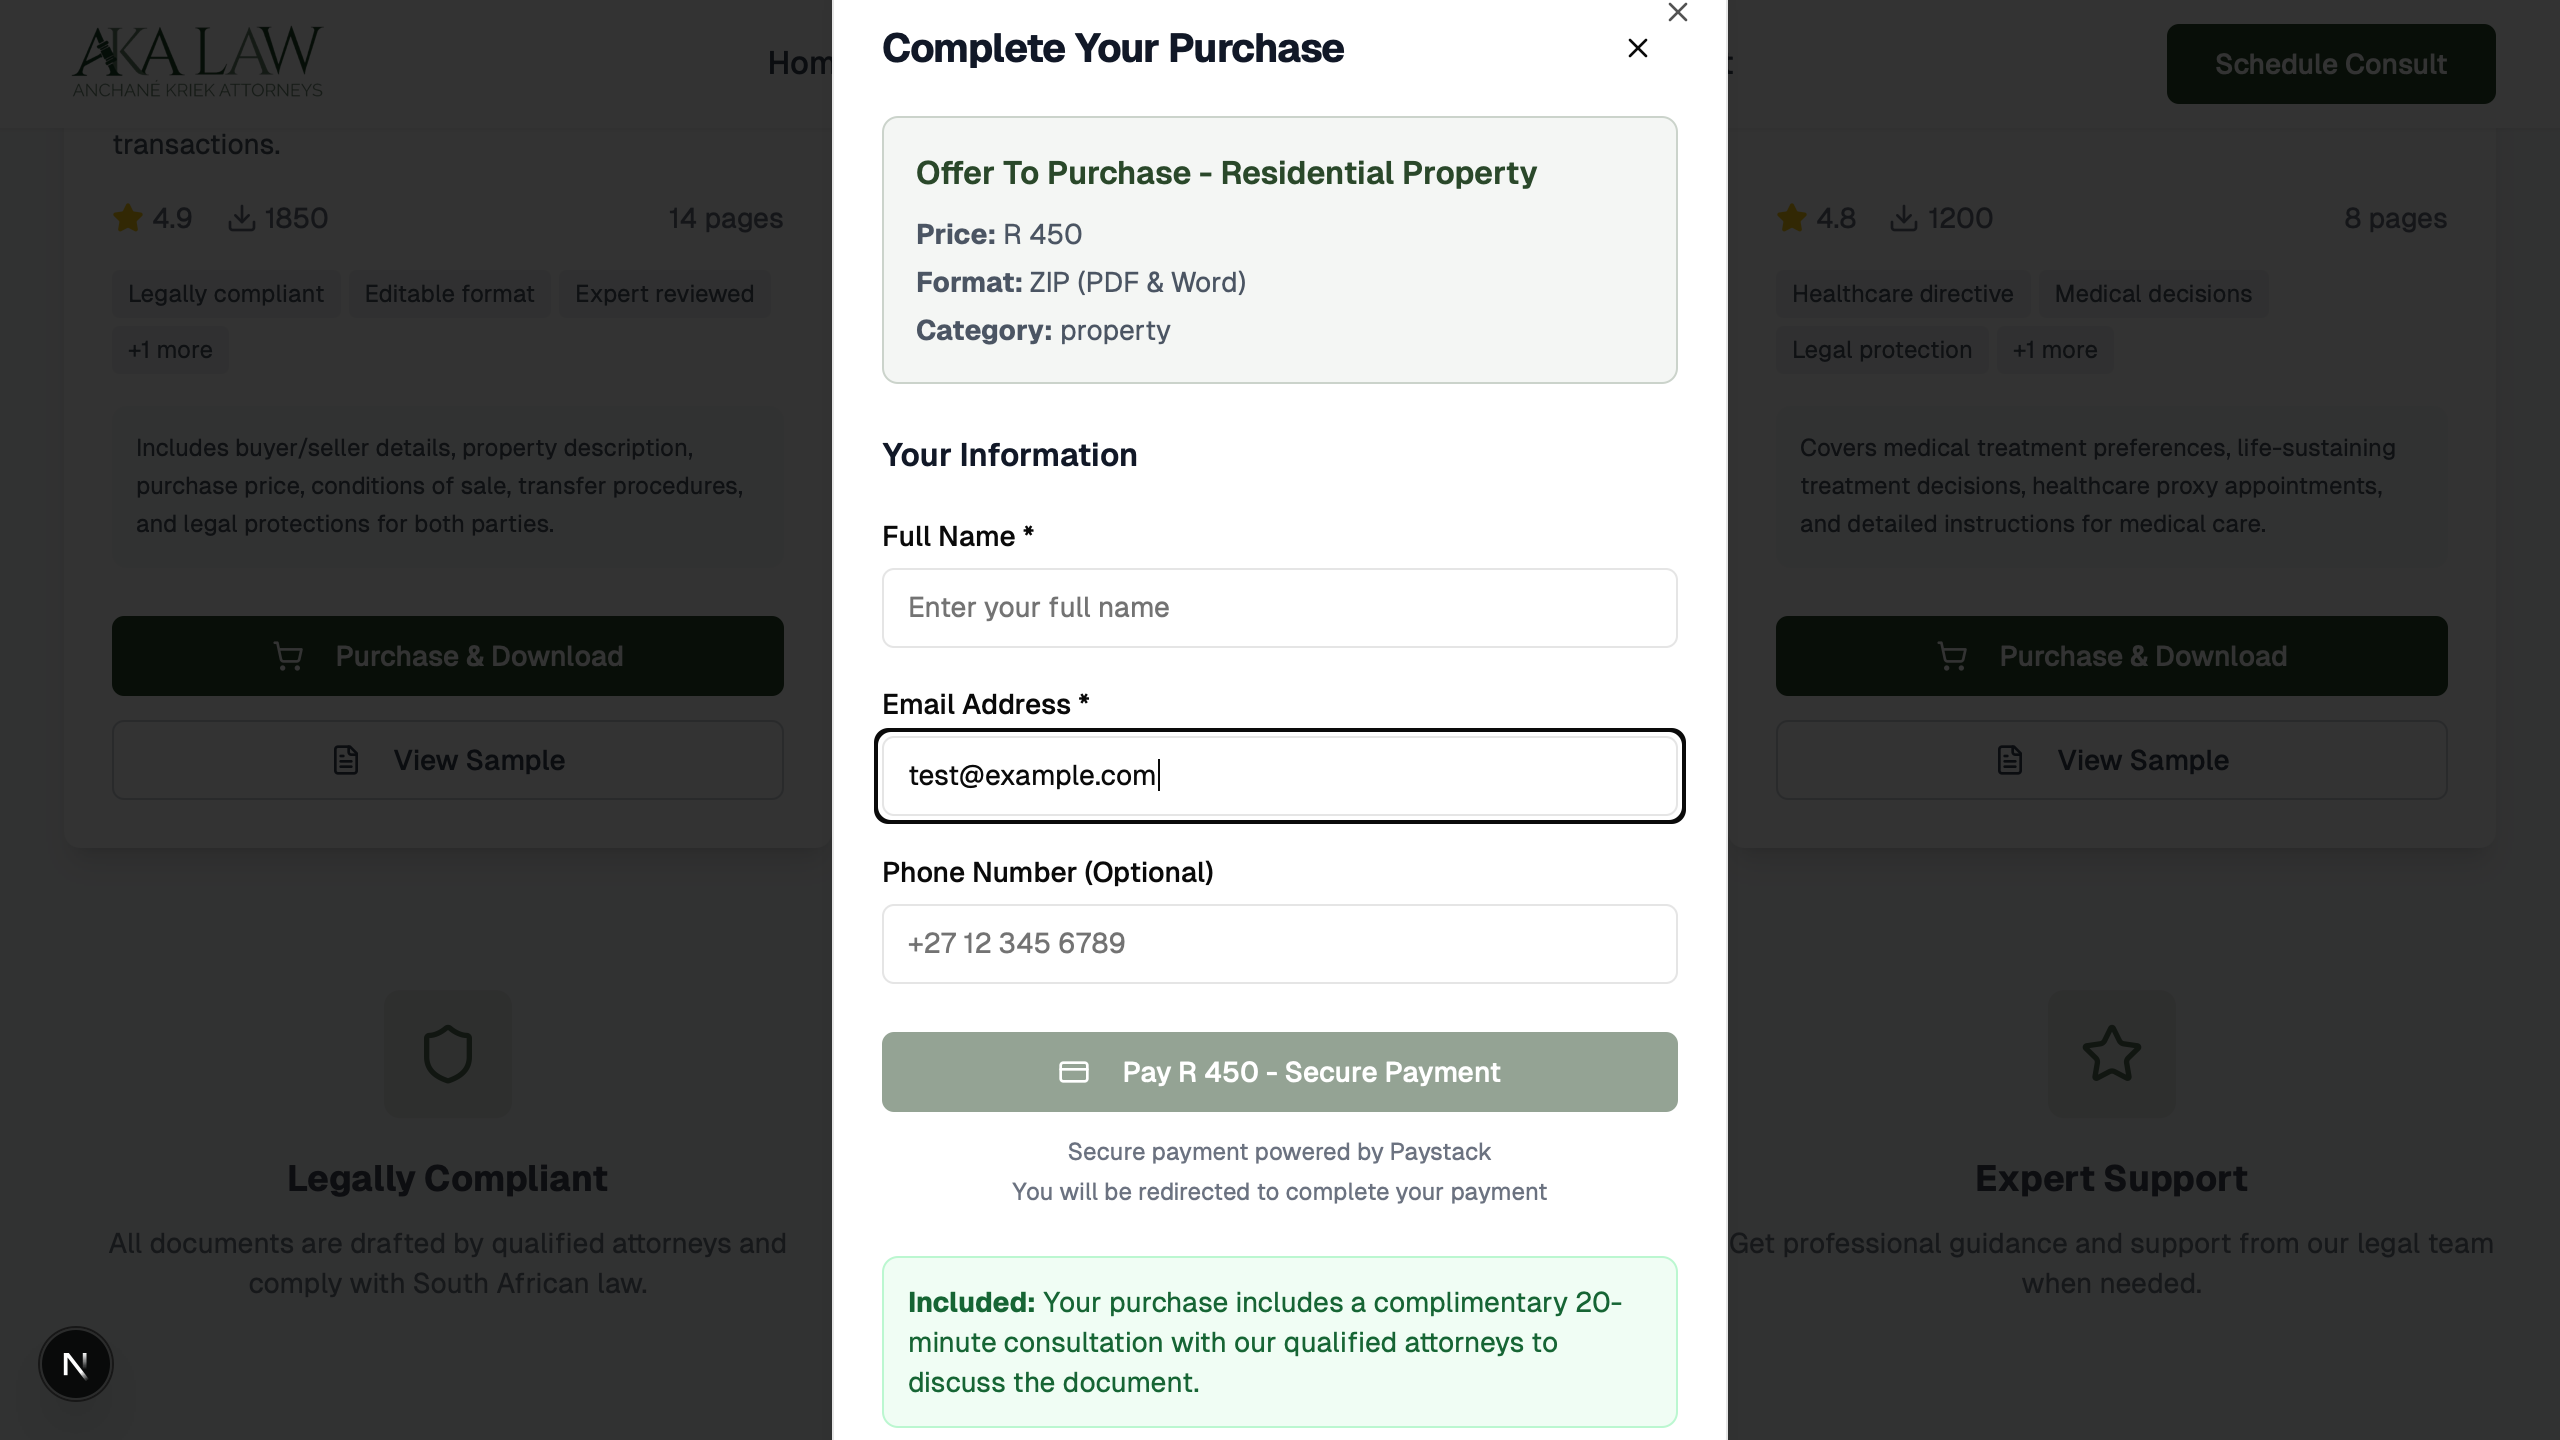 AKA LAW
ANCHANÉ KRIEK ATTORNEYS
Hom
Schedule Consult
transactions.
4.9
1850
14 pages
Legally compliant
Editable format
Expert reviewed
+1 more
Includes buyer/seller details, property description,
purchase price, conditions of sale, transfer procedures,
and legal protections for both parties.
Purchase & Download
View Sample
Legally Compliant
All documents are drafted by qualified attorneys and
comply with South African law.
N
Complete Your Purchase
Offer To Purchase - Residential Property
Price: R 450
Format: ZIP (PDF & Word)
Category: property
Your Information
Full Name *
Enter your full name
Email Address *
test@example.com
Phone Number (Optional)
+27 12 345 6789
Pay R 450 - Secure Payment
Secure payment powered by Paystack
You will be redirected to complete your payment
Included: Your purchase includes a complimentary 20-
minute consultation with our qualified attorneys to
discuss the document.
4.8
1200
8 pages
Healthcare directive
Medical decisions
Legal protection
+1 more
Covers medical treatment preferences, life-sustaining
treatment decisions, healthcare proxy appointments,
and detailed instructions for medical care.
Purchase & Download
View Sample
Expert Support
Get professional guidance and support from our legal team
when needed.